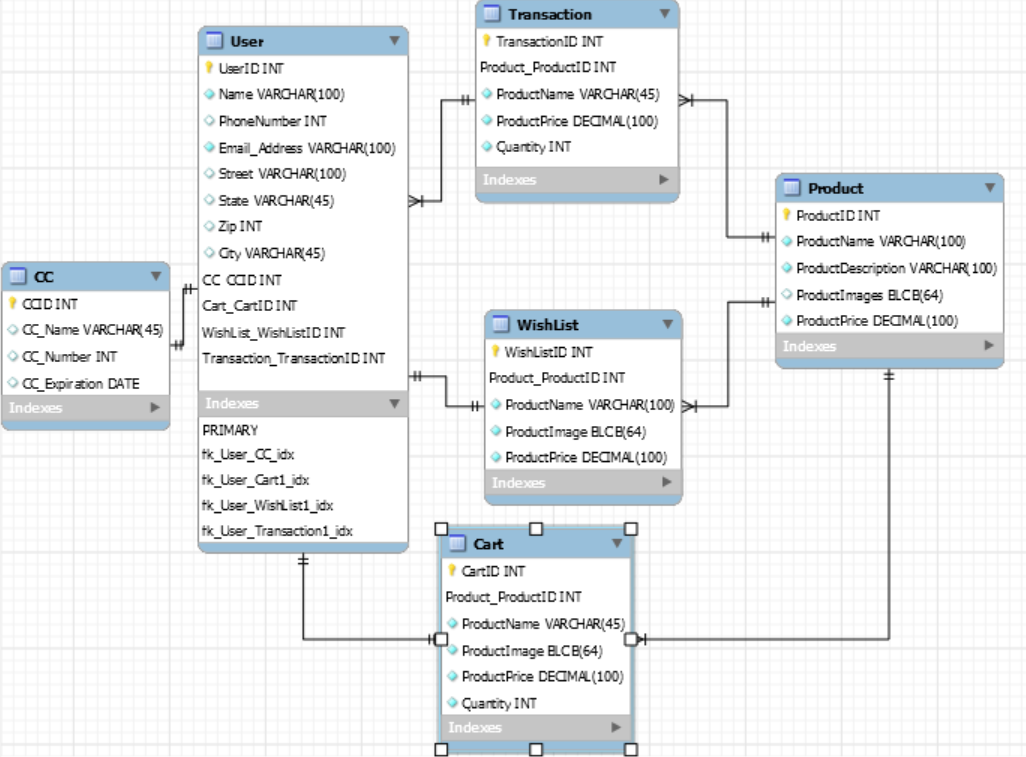 Transaction
TransactionID INT
Product_ProductID INT
ProductName VARCHAR(45)
ProductPrice DECIMAL(100)
Quantity INT
Indexes
User
UserID INT
Name VARCHAR(100)
PhoneNumber INT
Email_Address VARCHAR(100)
Street VARCHAR(100)
State VARCHAR(45)
Zip INT
City VARCHAR(45)
CC_CCID INT
Cart_CartID INT
WishList_WishListID INT
Transaction_TransactionID INT
Indexes
PRIMARY
fk_User_CC_idx
fk_User_Cart1_idx
fk_User_WishList1_idx
fk_User_Transaction1_idx
Product
ProductID INT
ProductName VARCHAR(100)
ProductDescription VARCHAR(100)
ProductImages BLOB(64)
ProductPrice DECIMAL(100)
Indexes
CC
CCID INT
CC_Name VARCHAR(45)
CC_Number INT
CC_Expiration DATE
Indexes
WishList
WishListID INT
Product_ProductID INT
ProductName VARCHAR(100)
ProductImage BLOB(64)
ProductPrice DECIMAL(100)
Indexes
Cart
CartID INT
Product_ProductID INT
ProductName VARCHAR(45)
ProductImage BLOB(64)
ProductPrice DECIMAL(100)
Quantity INT
Indexes